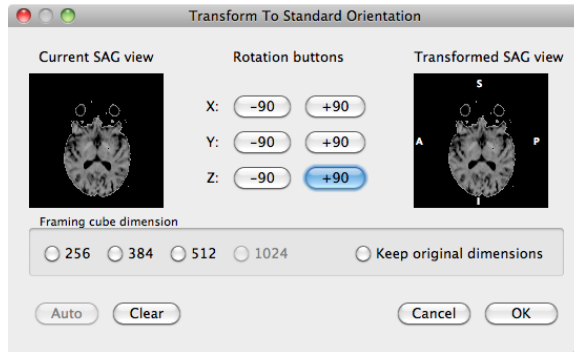 Transform To Standard Orientation
Current SAG view
Rotation buttons
Transformed SAG view
X: -90 +90
Y: -90 +90
Z: -90 +90
S
A
P
I
Framing cube dimension
256 384 512 1024 Keep original dimensions
Auto Clear Cancel OK